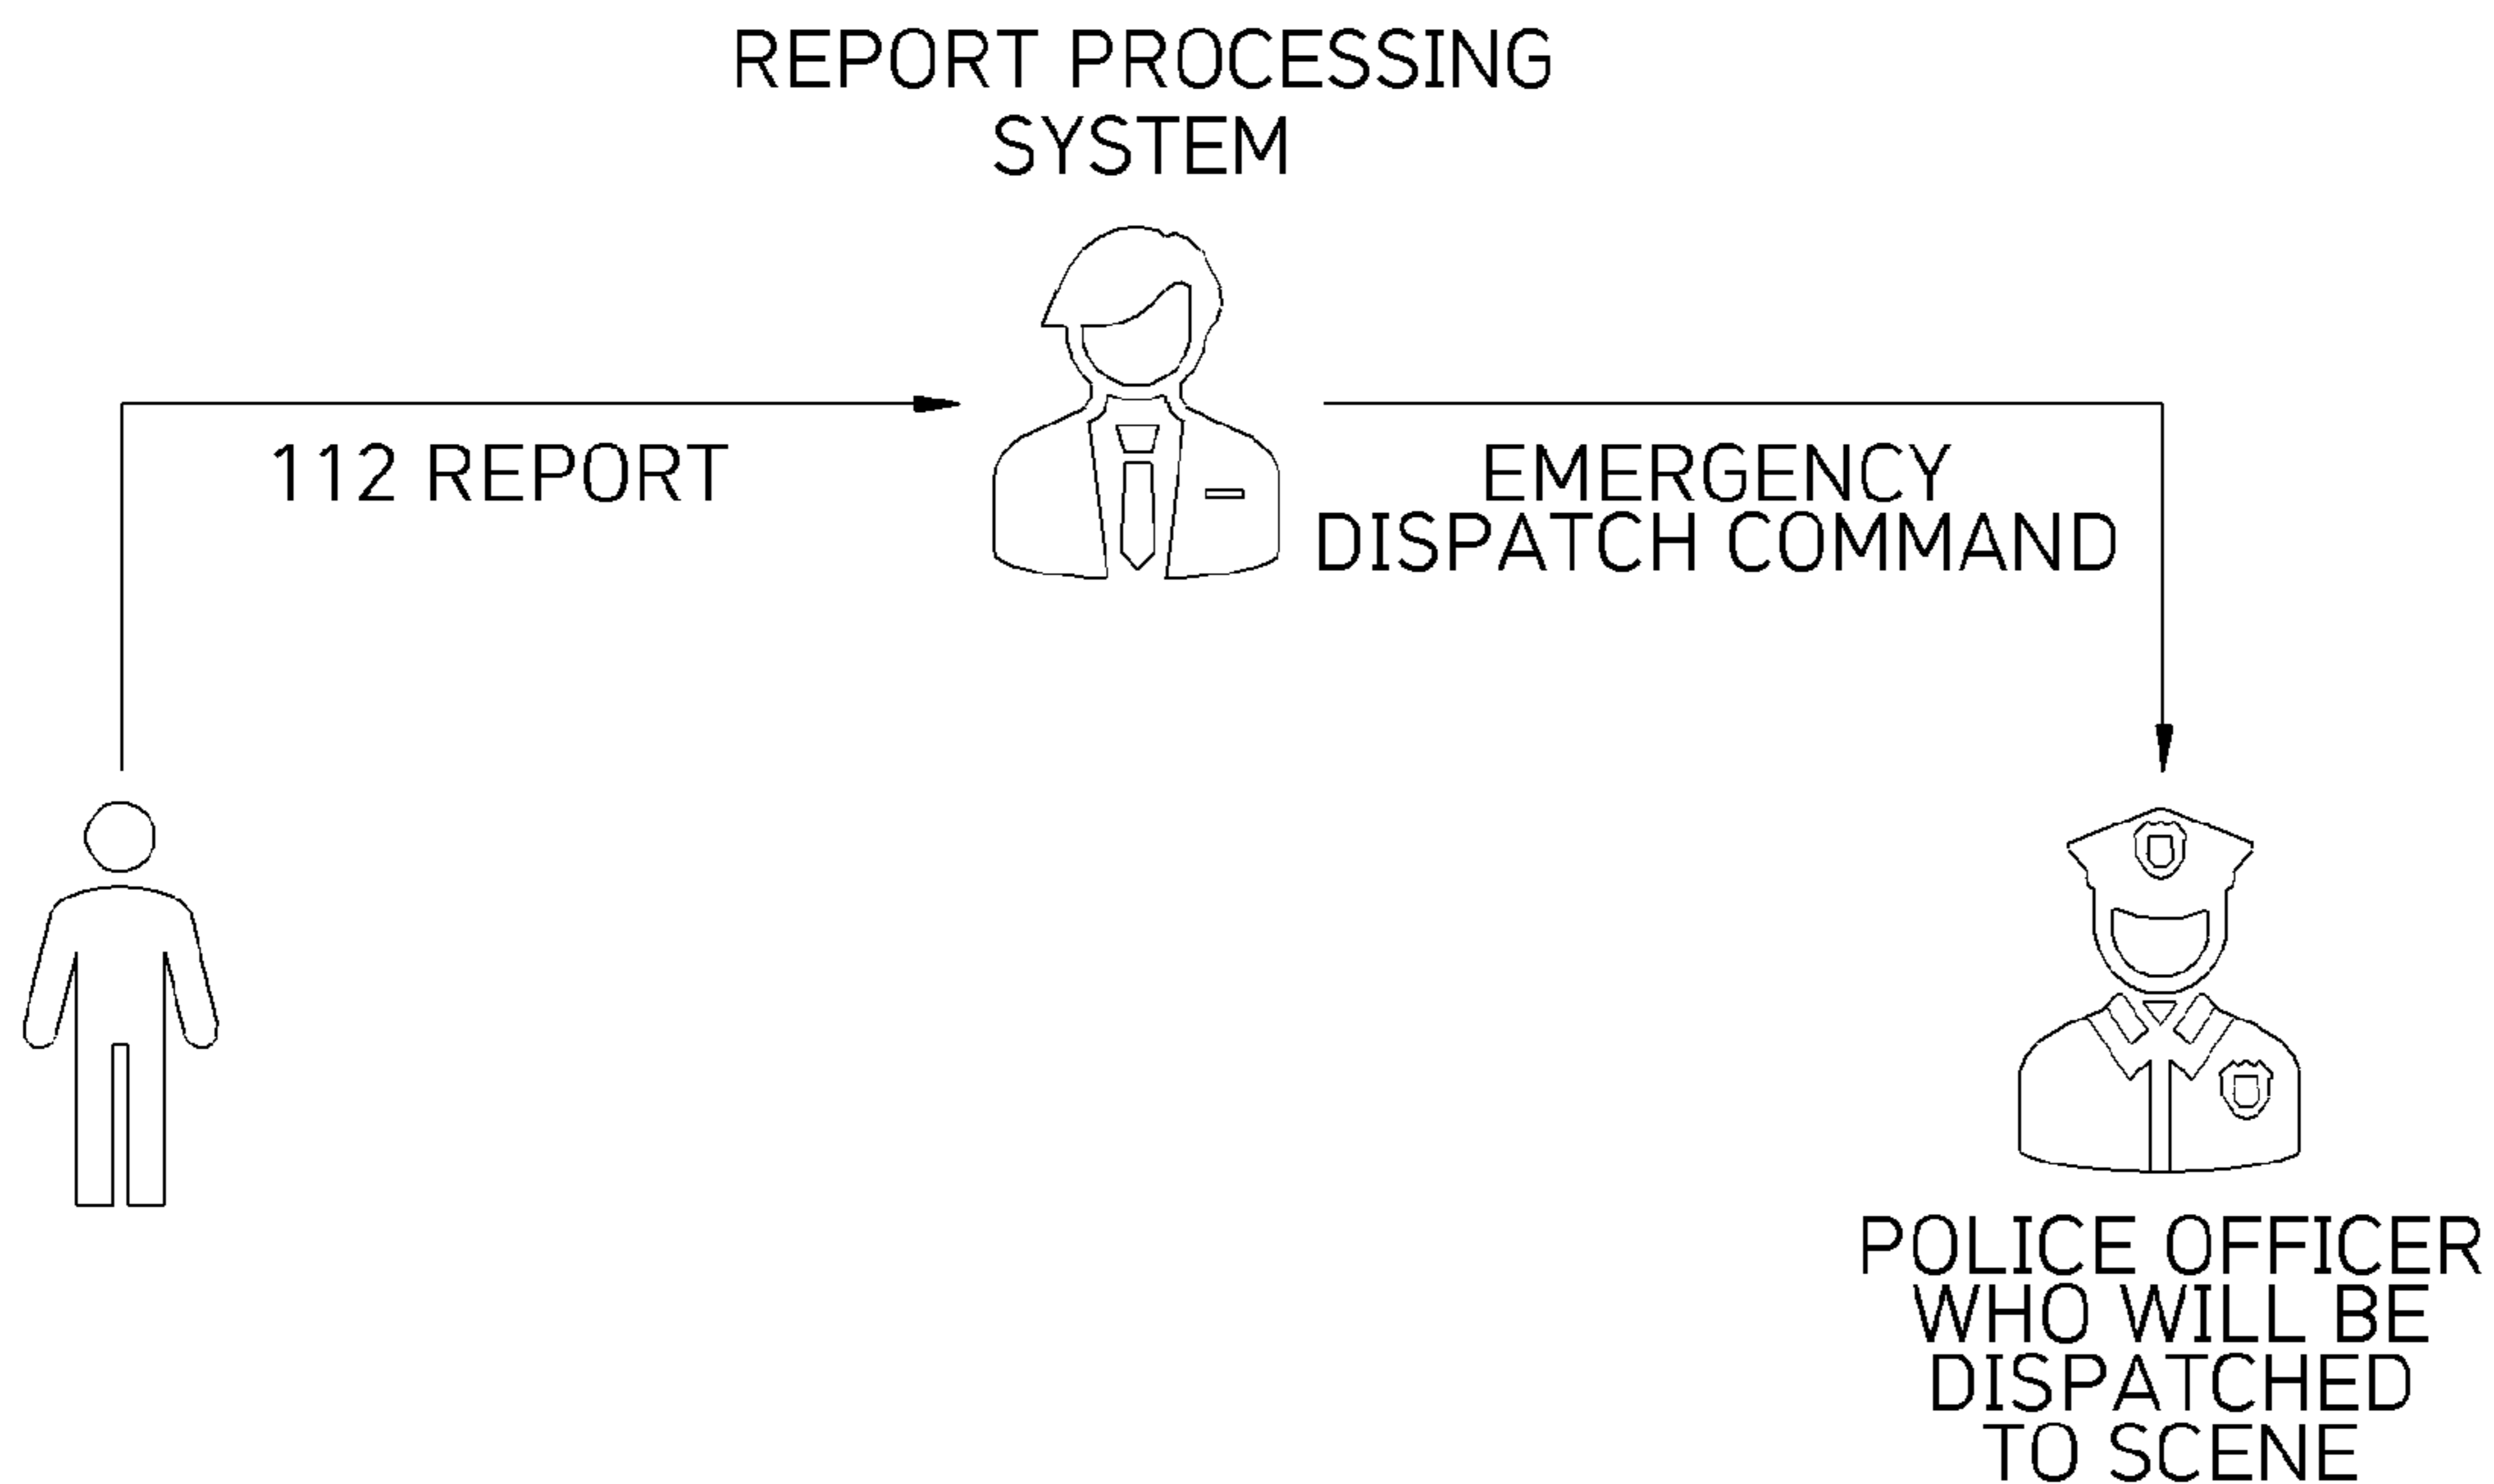 REPORT PROCESSING
SYSTEM
112 REPORT
EMERGENCY
DISPATCH COMMAND
POLICE OFFICER
WHO WILL BE
DISPATCHED
TO SCENE